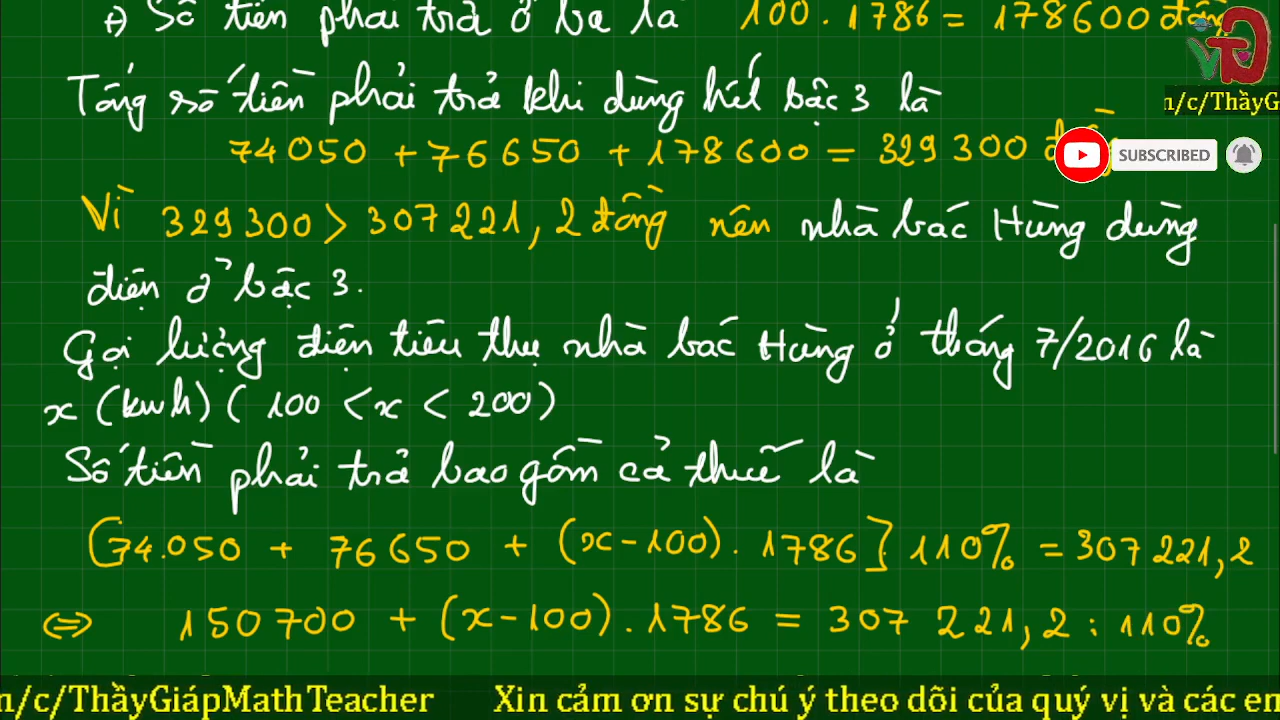 +) Số tiền phải trả ở ba là 100 . 1786 = 178600 đồng
Tổng số tiền phải trả khi dùng hết bậc 3 là
n/c/ThầyG
74050 + 76650 + 178600 = 329300
SUBSCRIBED
Vì 329300 > 307221,2 đồng nên nhà bác Hùng dùng
điện ở bậc 3.
Gọi lượng điện tiêu thụ nhà bác Hùng ở tháng 7/2016 là
x (kwh) ( 100 < x < 200)
Số tiền phải trả bao gồm cả thuế là
[74.050 + 76650 + (x-100). 1786]. 110% = 307221,2
<=> 150700 + (x-100). 1786 = 307221,2 : 110%
n/c/ThầyGiápMathTeacher Xin cảm ơn sự chú ý theo dõi của quý vị và các en